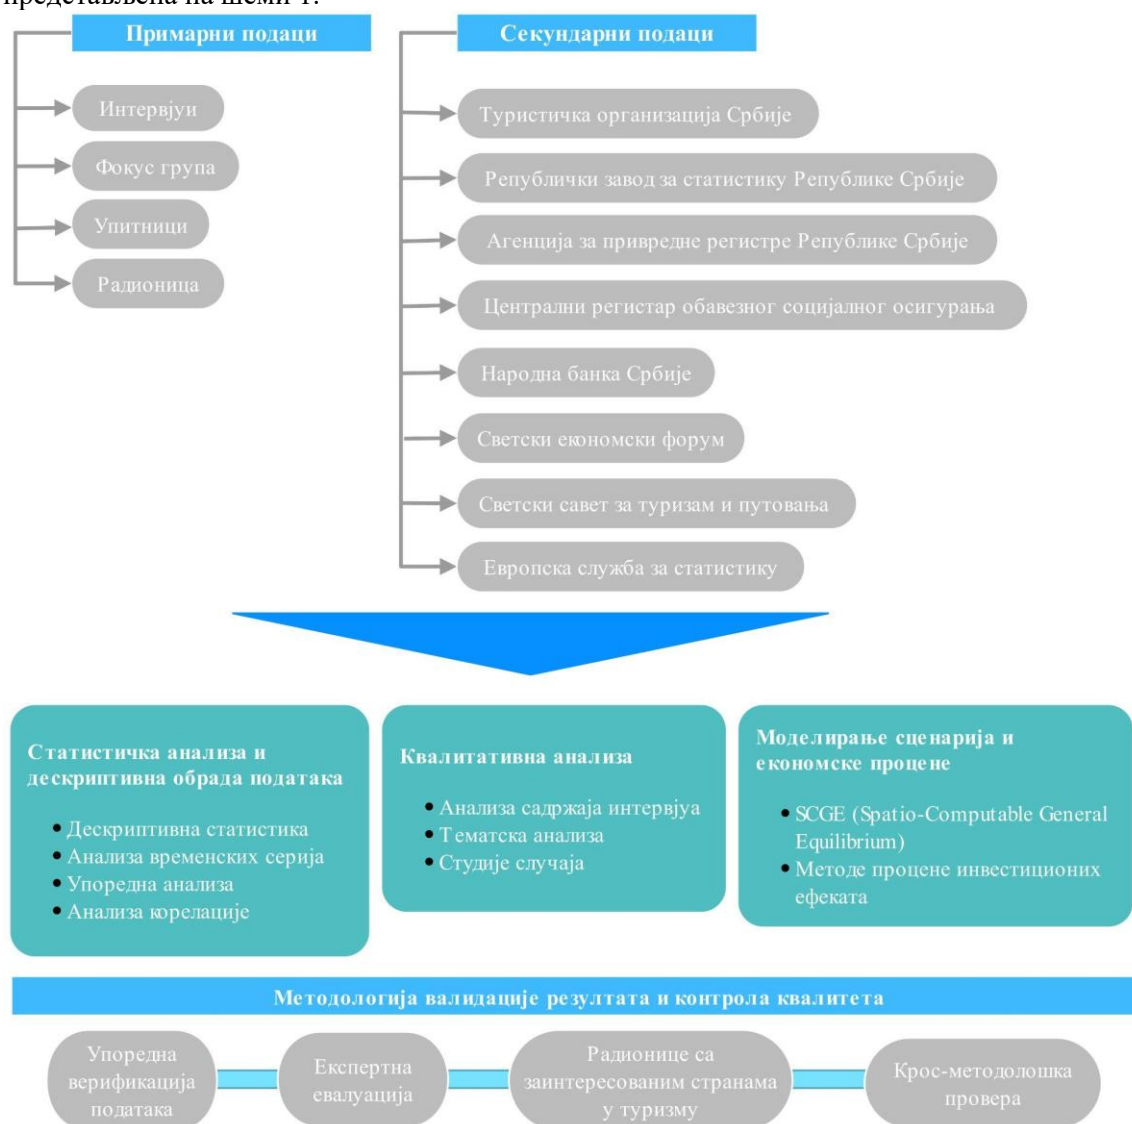 представљена на шеми 1.
Примарни подаци
Интервјуи
Фокус група
Упитници
Радионица
Секундарни подаци
Туристичка организација Србије
Републички завод за статистику Републике Србије
Агенција за привредне регистре Републике Србије
Централни регистар обавезног социјалног осигурања
Народна банка Србије
Светски економски форум
Светски савет за туризам и путовања
Европска служба за статистику
Статистичка анализа и
дескриптивна обрада података
• Дескриптивна статистика
• Анализа временских серија
• Упоредна анализа
• Анализа корелације
Квалитативна анализа
• Анализа садржаја интервјуа
• Тематска анализа
• Студије случаја
Моделирање сценарија и
економске процене
• SCGE (Spatio-Computable General
Equilibrium)
• Методе процене инвестиционих
ефеката
Методологија валидације резултата и контрола квалитета
Упоредна
верификација
података
Експертна
евалуација
Радионице са
заинтересованим странама
у туризму
Крос-методолошка
провера